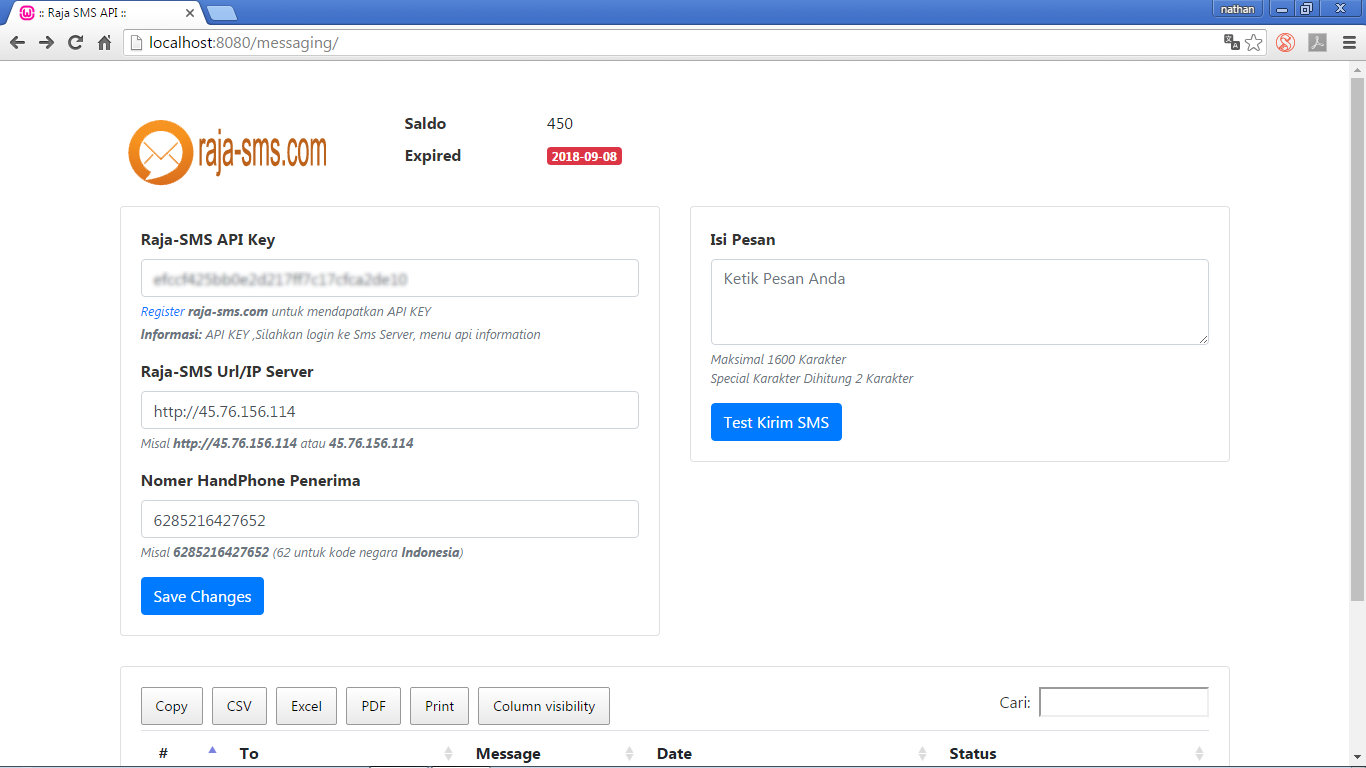 :: Raja SMS API ::
nathan
localhost:8080/messaging/
raja-sms.com
Saldo 450
Expired 2018-09-08
Raja-SMS API Key
Register raja-sms.com untuk mendapatkan API KEY
Informasi: API KEY ,Silahkan login ke Sms Server, menu api information
Raja-SMS Url/IP Server
http://45.76.156.114
Misal http://45.76.156.114 atau 45.76.156.114
Nomer HandPhone Penerima
6285216427652
Misal 6285216427652 (62 untuk kode negara Indonesia)
Save Changes
Isi Pesan
Ketik Pesan Anda
Maksimal 1600 Karakter
Special Karakter Dihitung 2 Karakter
Test Kirim SMS
Copy CSV Excel PDF Print Column visibility Cari:
# To Message Date Status